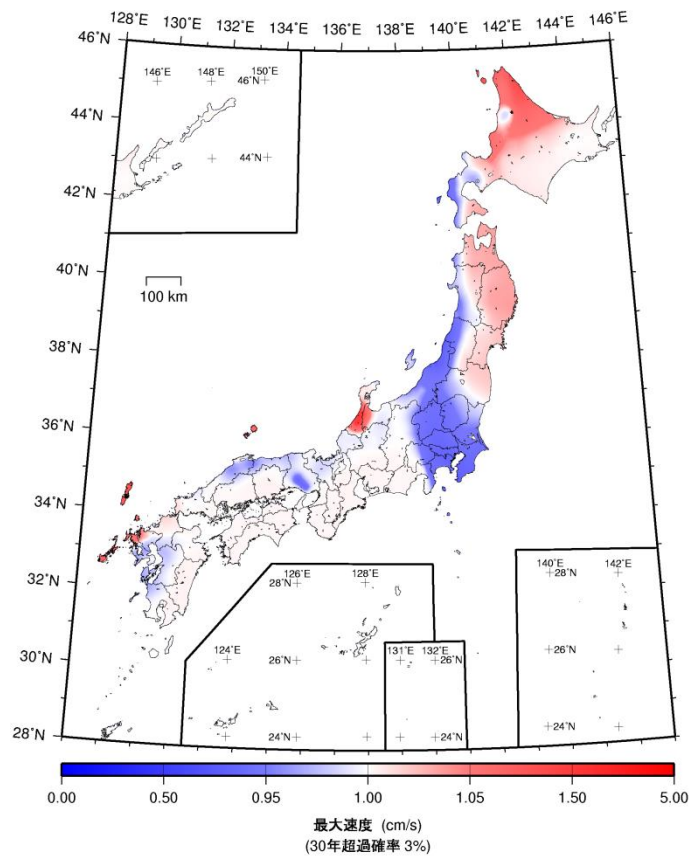 128˚E 130˚E 132˚E 134˚E 136˚E 138˚E 140˚E 142˚E 144˚E 146˚E
46˚N
146˚E 148˚E 150˚E
46˚N
44˚N
44˚N
42˚N
40˚N
100 km
38˚N
36˚N
34˚N
32˚N
126˚E 128˚E
28˚N
140˚E 142˚E
28˚N
30˚N
124˚E
26˚N
131˚E 132˚E
26˚N
26˚N
28˚N
24˚N
24˚N
24˚N
0.00 0.50 0.95 1.00 1.05 1.50 5.00
最大速度 (cm/s)
(30年超過確率 3%)